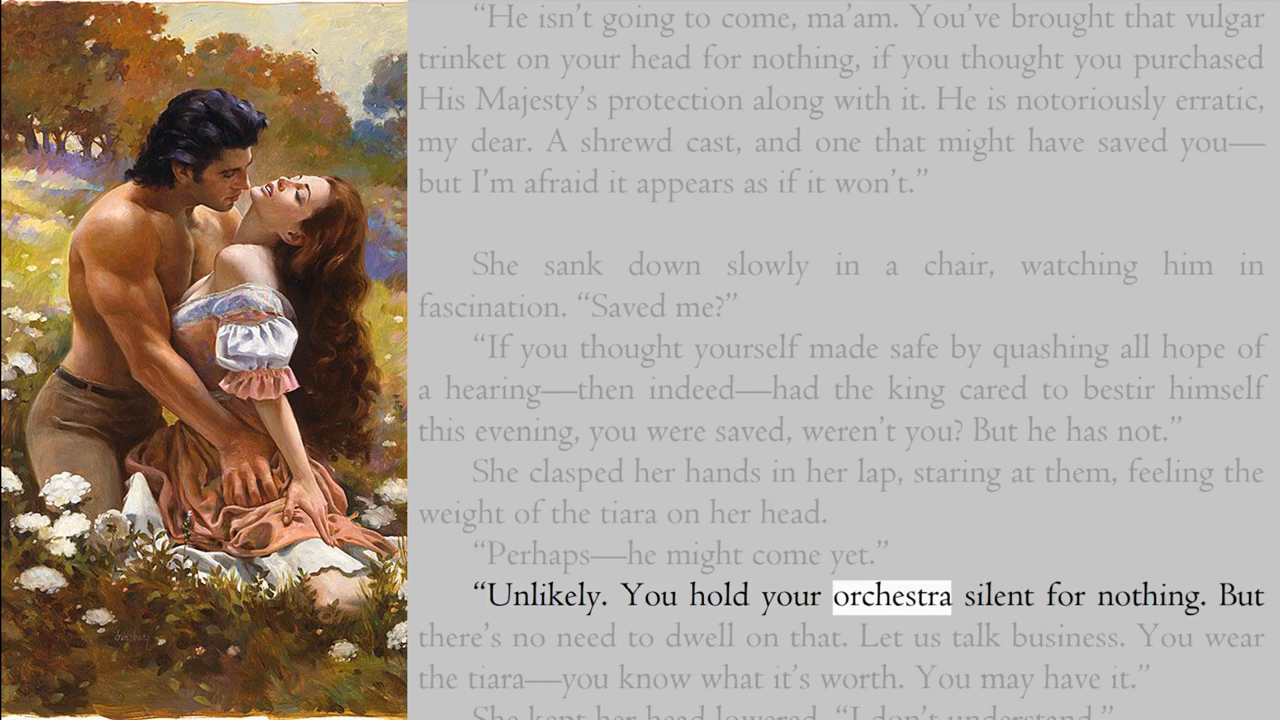 “He isn’t going to come, ma’am. You’ve brought that vulgar
trinket on your head for nothing, if you thought you purchased
His Majesty’s protection along with it. He is notoriously erratic,
my dear. A shrewd cast, and one that might have saved you—
but I’m afraid it appears as if it won’t.”
She sank down slowly in a chair, watching him in
fascination. “Saved me?”
“If you thought yourself made safe by quashing all hope of
a hearing—then indeed—had the king cared to bestir himself
this evening, you were saved, weren’t you? But he has not.”
She clasped her hands in her lap, staring at them, feeling the
weight of the tiara on her head.
“Perhaps—he might come yet.”
“Unlikely. You hold your orchestra silent for nothing. But
there’s no need to dwell on that. Let us talk business. You wear
the tiara—you know what it’s worth. You may have it.”
She kept her head lowered. “I don’t understand.”